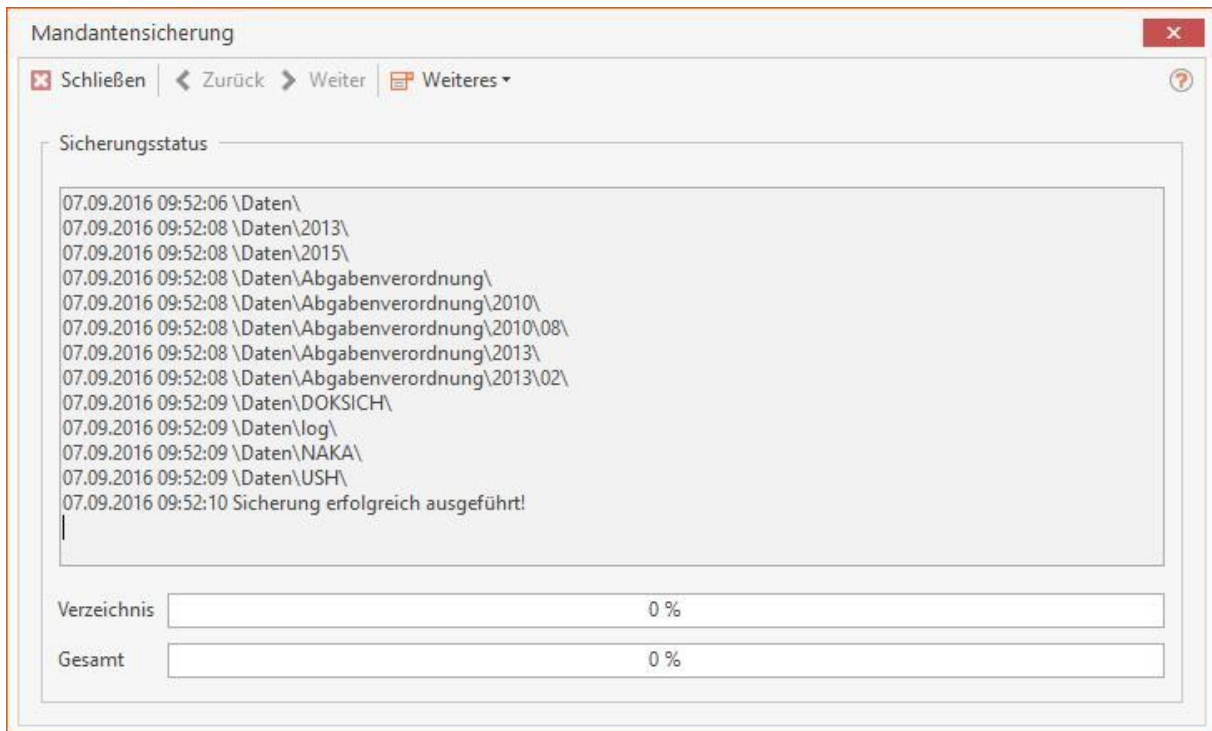 Mandantensicherung
Schließen Zurück Weiter Weiteres
Sicherungsstatus
07.09.2016 09:52:06 \Daten\
07.09.2016 09:52:08 \Daten\2013\
07.09.2016 09:52:08 \Daten\2015\
07.09.2016 09:52:08 \Daten\Abgabenverordnung\
07.09.2016 09:52:08 \Daten\Abgabenverordnung\2010\
07.09.2016 09:52:08 \Daten\Abgabenverordnung\2010\08\
07.09.2016 09:52:08 \Daten\Abgabenverordnung\2013\
07.09.2016 09:52:08 \Daten\Abgabenverordnung\2013\02\
07.09.2016 09:52:09 \Daten\DOKSICH\
07.09.2016 09:52:09 \Daten\log\
07.09.2016 09:52:09 \Daten\NAKA\
07.09.2016 09:52:09 \Daten\USH\
07.09.2016 09:52:10 Sicherung erfolgreich ausgeführt!
Verzeichnis 0 %
Gesamt 0 %